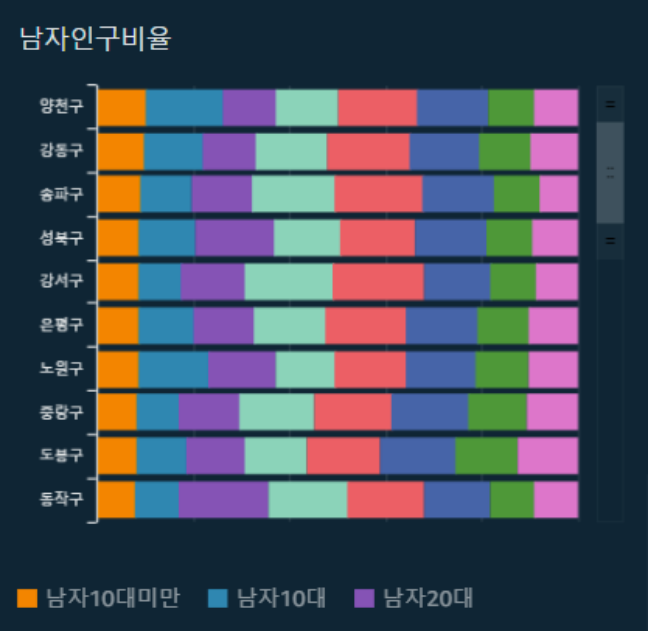 남자인구비율
양천구
강동구
송파구
성북구
강서구
은평구
노원구
중랑구
도봉구
동작구
남자10대미만 남자10대 남자20대